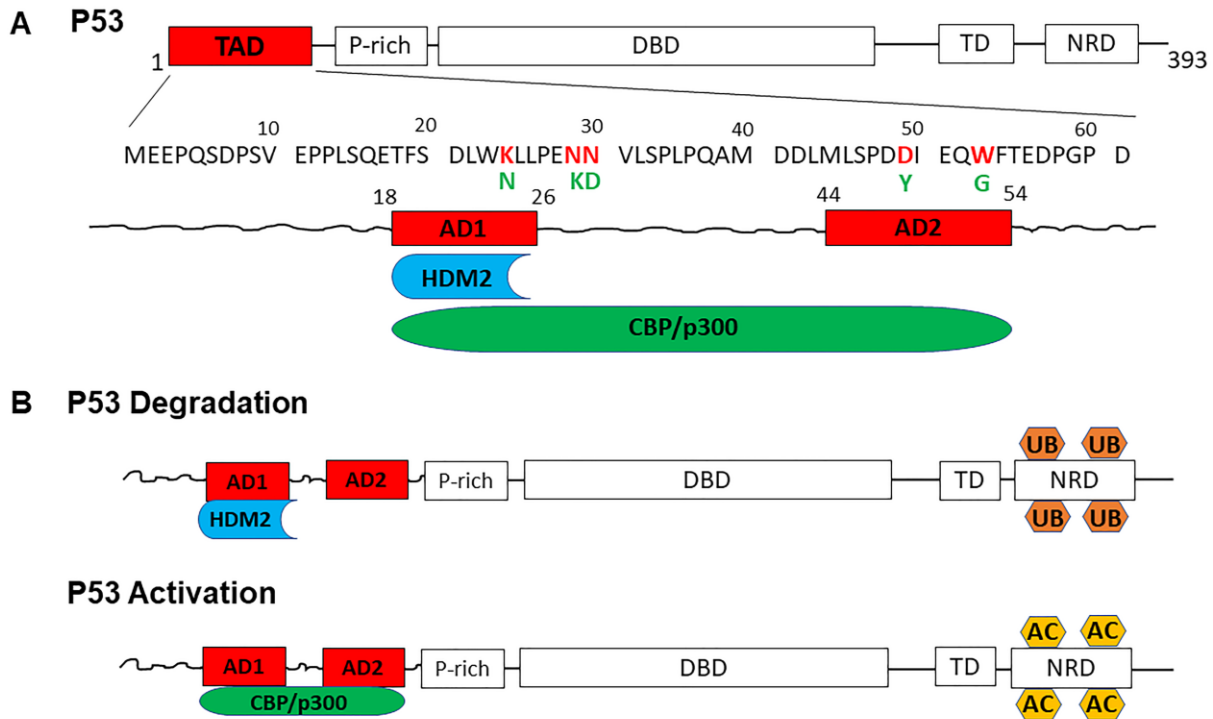 A P53
TAD P-rich DBD TD NRD
1 393
10 20 30 40 50 60
MEEPQSDPSV EPPLSQETFS DLWKLLPENN VLSPLPQAM DDLMLSPDDI EQWFTEDPGP D
N KD Y G
18 26 44 54
AD1 AD2
HDM2
CBP/p300
B P53 Degradation
UB UB
AD1 AD2 P-rich DBD TD NRD
HDM2 UB UB
P53 Activation
AC AC
AD1 AD2 P-rich DBD TD NRD
CBP/p300 AC AC